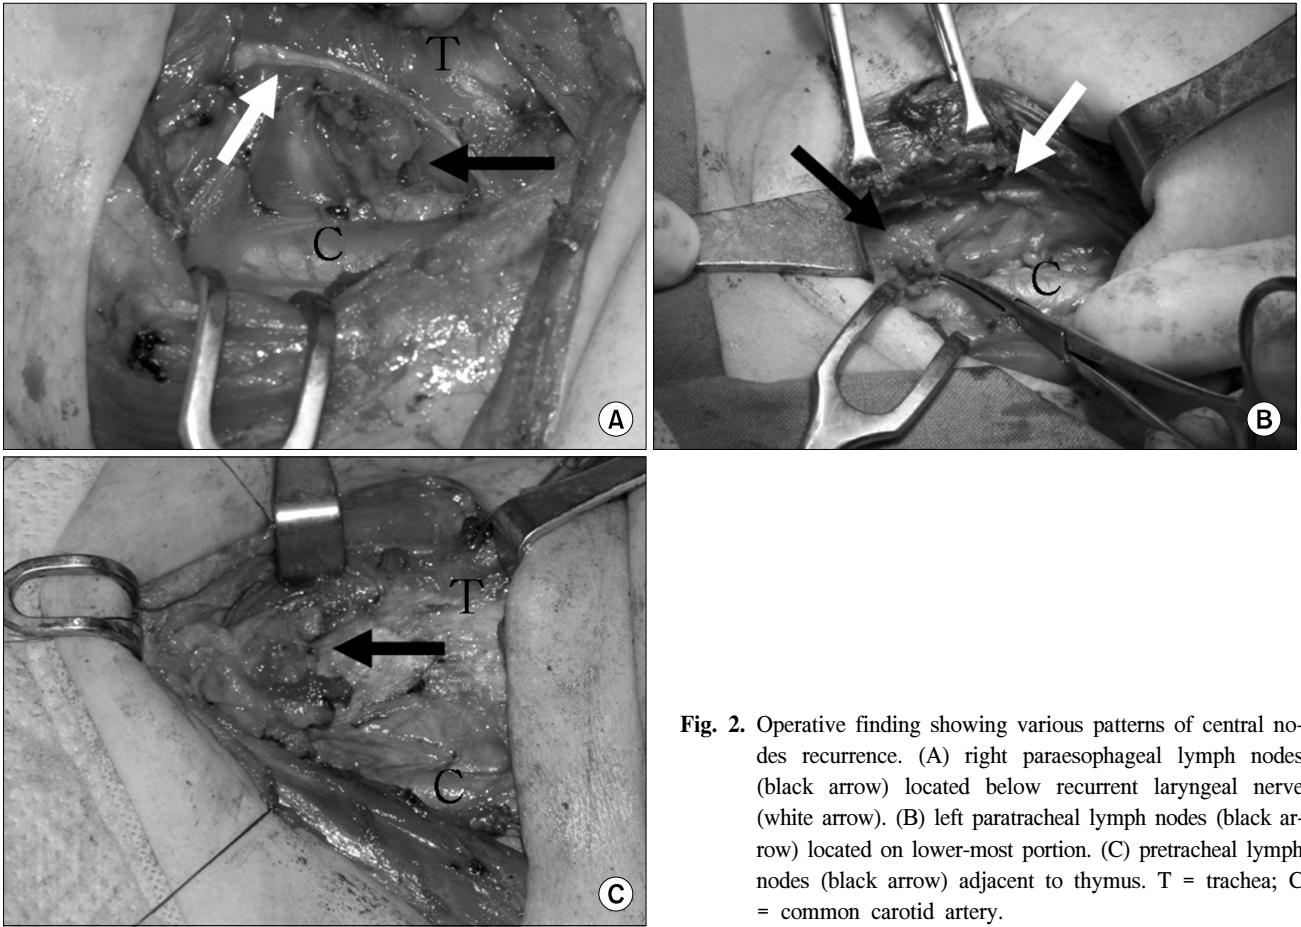 T
C
A
C
B
T
C
C
Fig. 2. Operative finding showing various patterns of central no-
des recurrence. (A) right paraesophageal lymph nodes
(black arrow) located below recurrent laryngeal nerve
(white arrow). (B) left paratracheal lymph nodes (black ar-
row) located on lower-most portion. (C) pretracheal lymph
nodes (black arrow) adjacent to thymus. T = trachea; C
= common carotid artery.